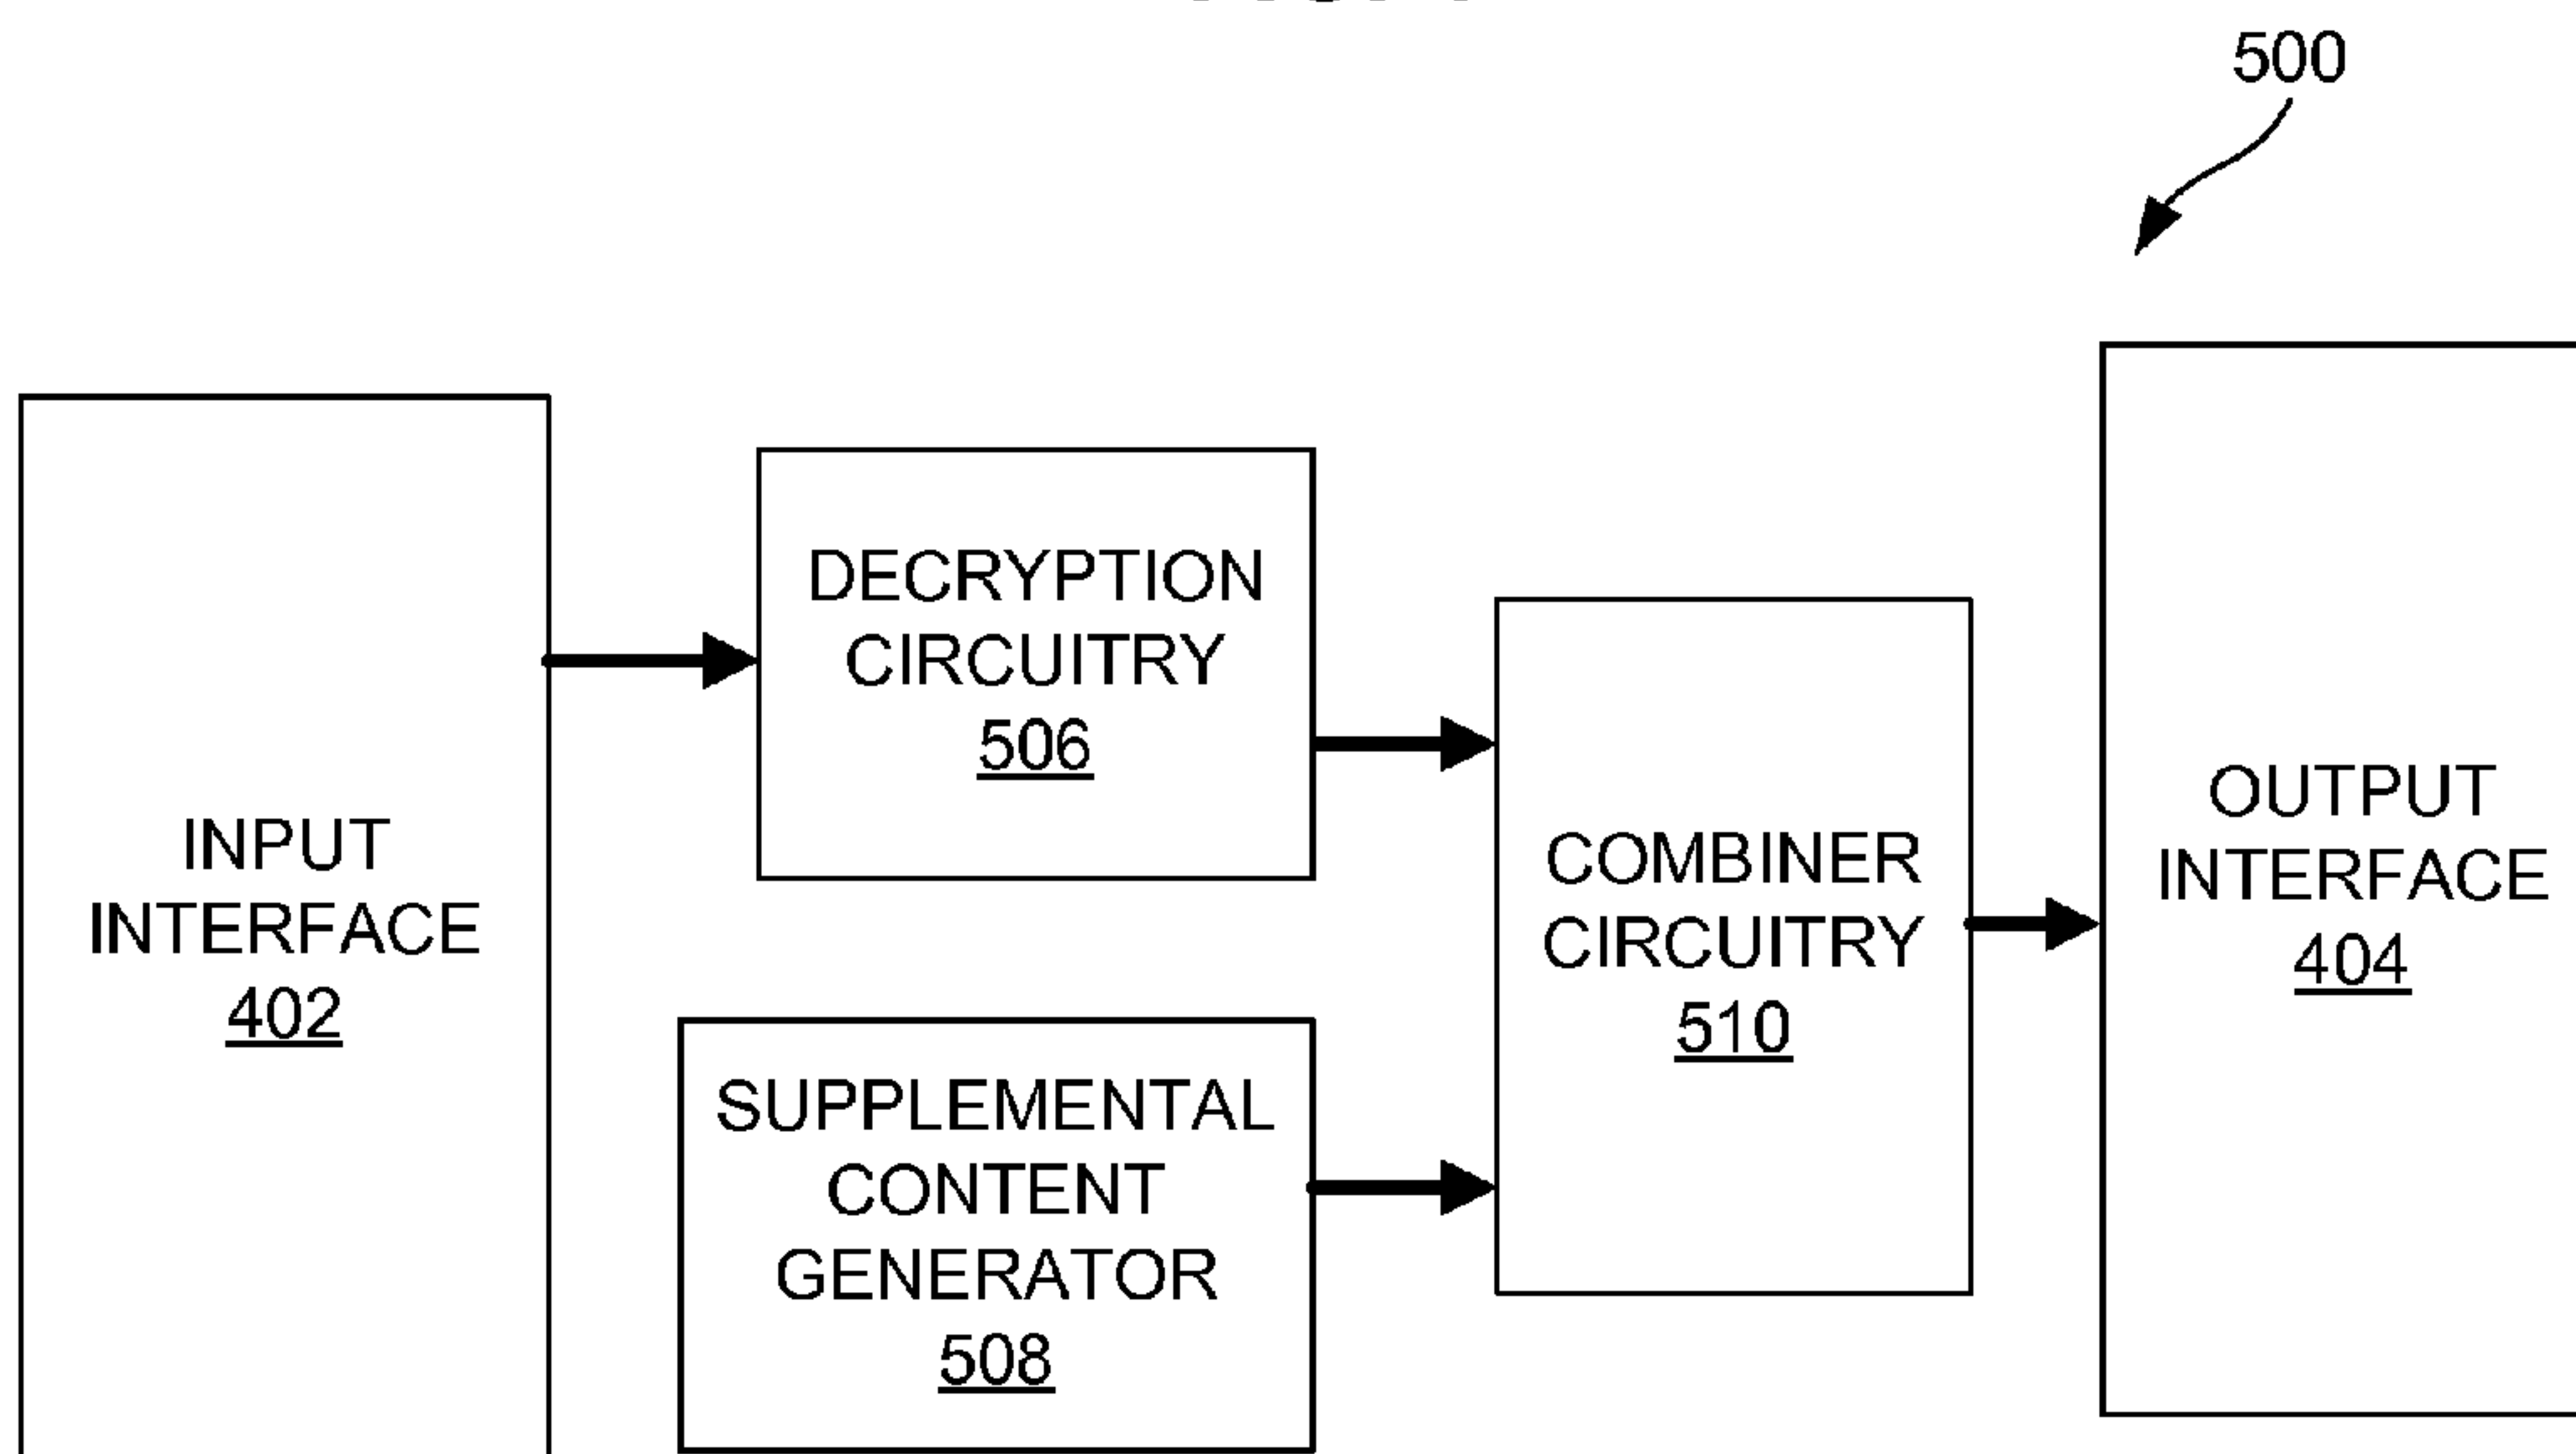 500
INPUT
INTERFACE
402
DECRYPTION
CIRCUITRY
506
SUPPLEMENTAL
CONTENT
GENERATOR
508
COMBINER
CIRCUITRY
510
OUTPUT
INTERFACE
404